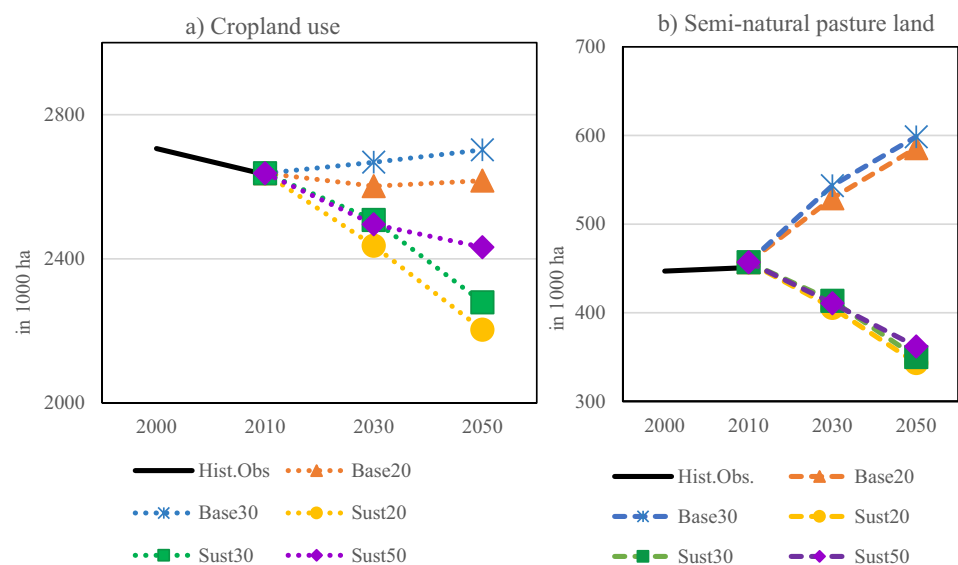 a) Cropland use
2800
2400
2000
in 1000 ha
2000 2010 2030 2050
Hist.Obs Base20
Base30 Sust20
Sust30 Sust50
b) Semi-natural pasture land
700
600
500
400
300
in 1000 ha
2000 2010 2030 2050
Hist.Obs. Base20
Base30 Sust20
Sust30 Sust50